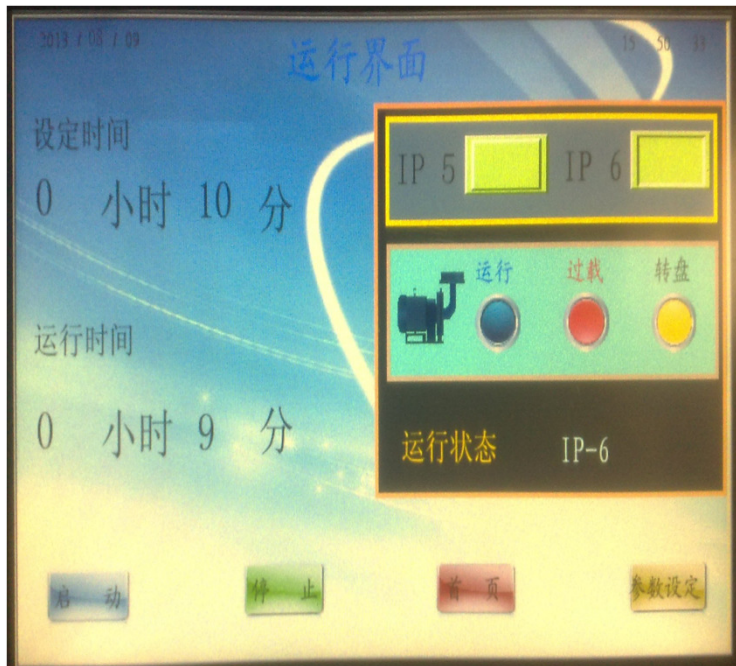 2013 / 08 / 09
15 50 33
运行界面
设定时间
0 小时 10 分
IP 5 IP 6
运行 过载 转盘
运行时间
0 小时 9 分
运行状态 IP-6
启 动 停 止 首 页 参数设定